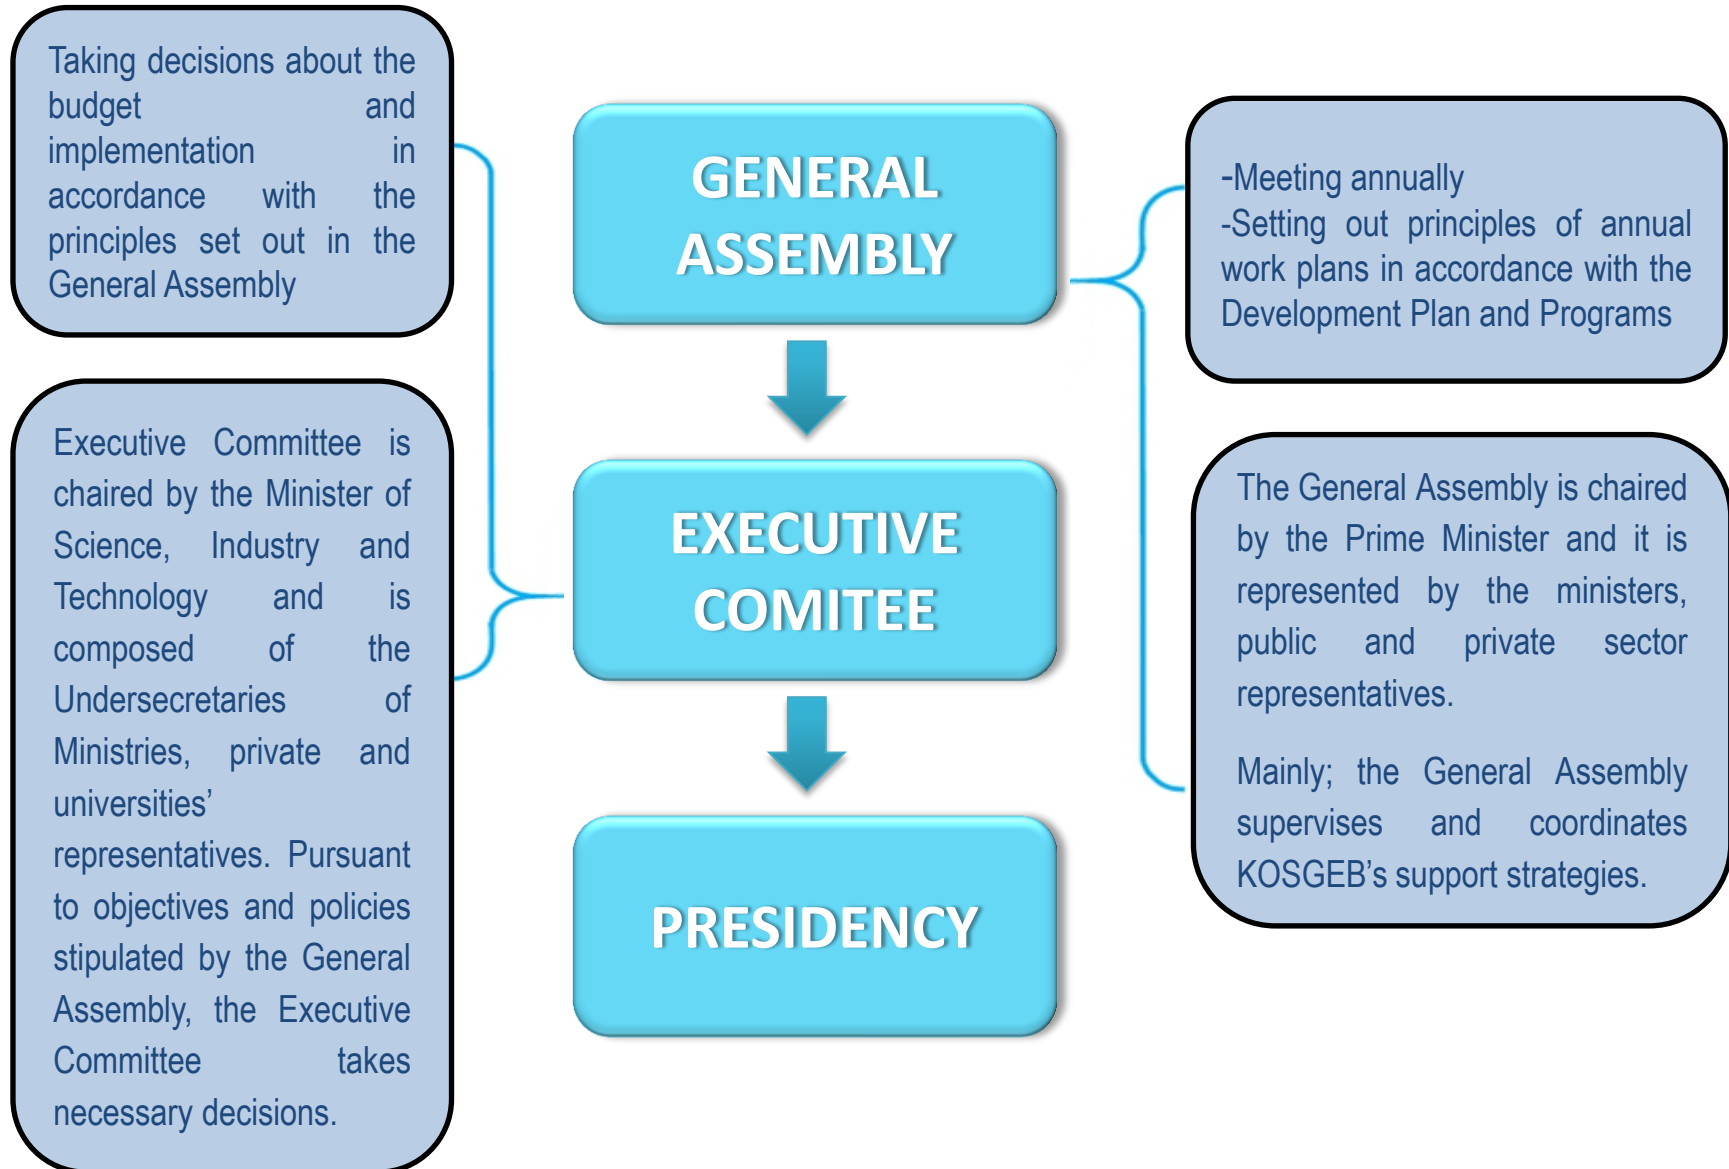 Taking decisions about the
budget and
implementation in
accordance with the
principles set out in the
General Assembly
Executive Committee is
chaired by the Minister of
Science, Industry and
Technology and is
composed of the
Undersecretaries of
Ministries, private and
universities’
representatives. Pursuant
to objectives and policies
stipulated by the General
Assembly, the Executive
Committee takes
necessary decisions.
GENERAL
ASSEMBLY
EXECUTIVE
COMITEE
PRESIDENCY
-Meeting annually
-Setting out principles of annual
work plans in accordance with the
Development Plan and Programs
The General Assembly is chaired
by the Prime Minister and it is
represented by the ministers,
public and private sector
representatives.
Mainly; the General Assembly
supervises and coordinates
KOSGEB’s support strategies.